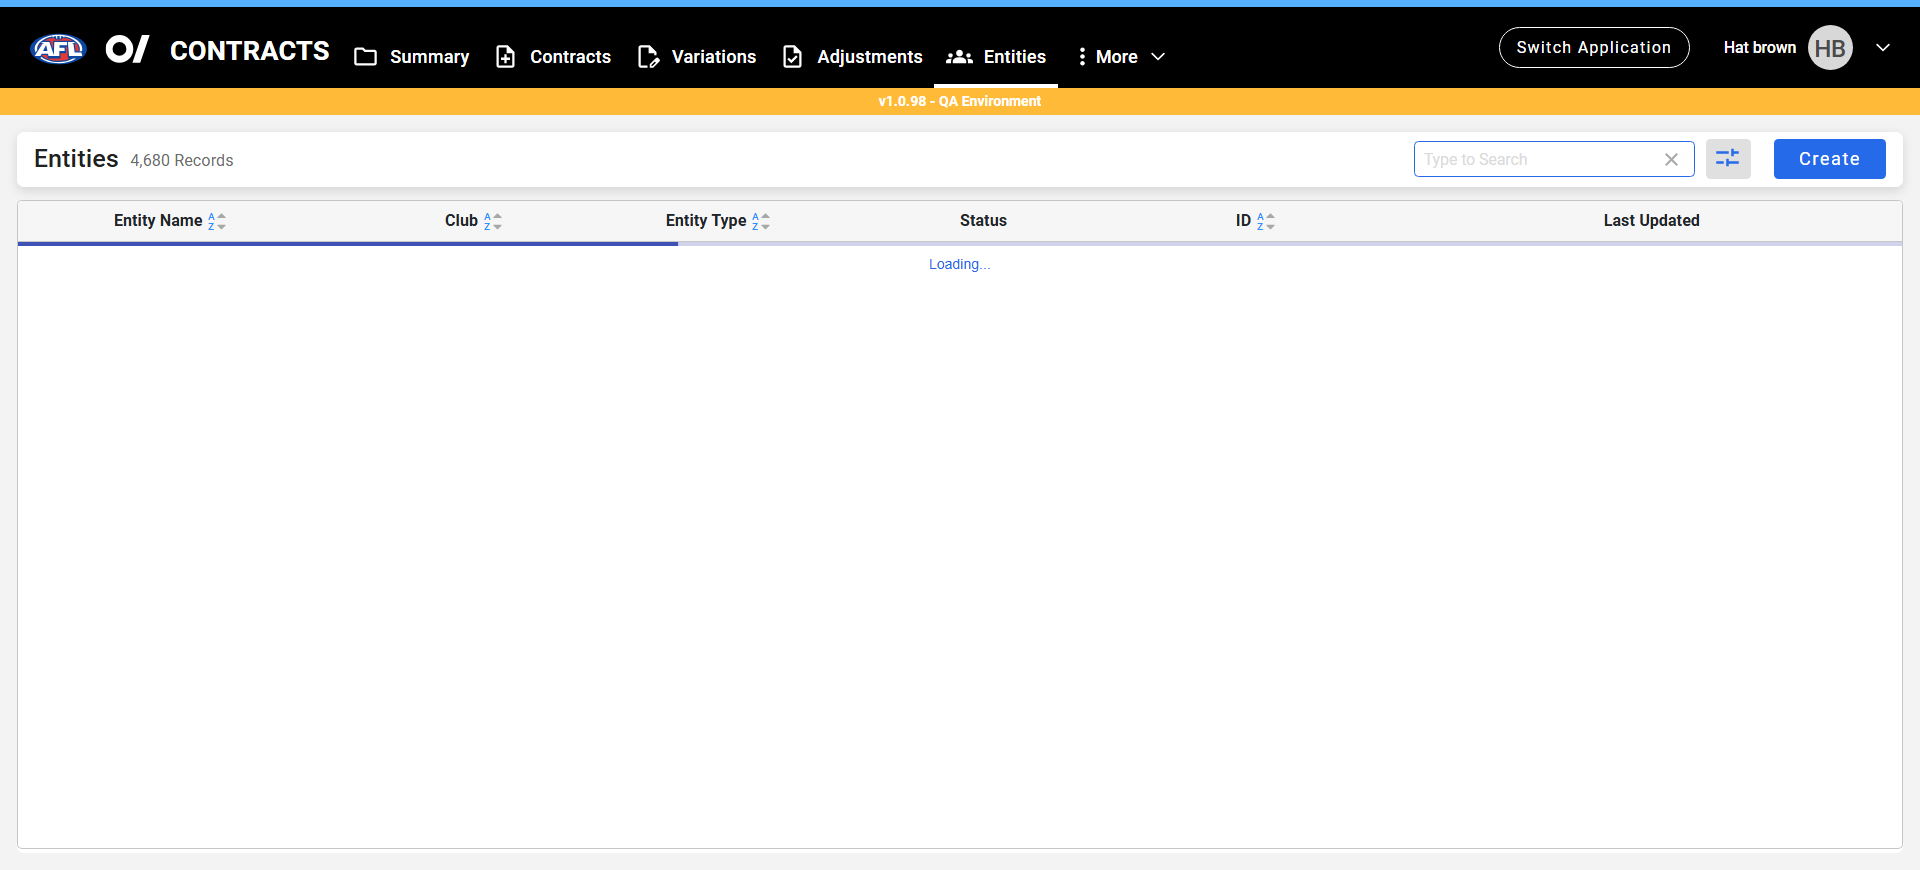 AFL O/ CONTRACTS Summary Contracts Variations Adjustments Entities More Switch Application Hat brown HB
v1.0.98 - QA Environment
Entities 4,680 Records Type to Search Create
Entity Name Club Entity Type Status ID Last Updated
Loading...